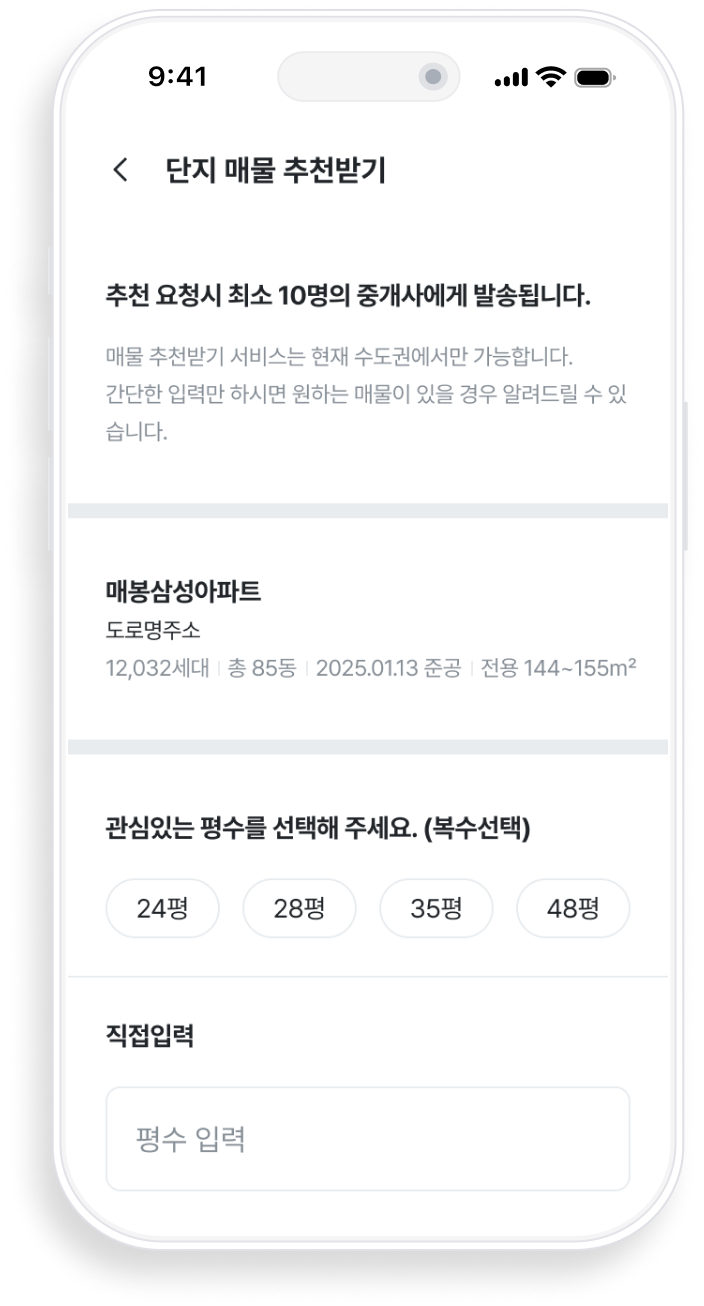 9:41
단지 매물 추천받기
추천 요청시 최소 10명의 중개사에게 발송됩니다.
매물 추천받기 서비스는 현재 수도권에서만 가능합니다.
간단한 입력만 하시면 원하는 매물이 있을 경우 알려드릴 수 있
습니다.
매봉삼성아파트
도로명주소
12,032세대 | 총 85동 | 2025.01.13 준공 | 전용 144~155m²
관심있는 평수를 선택해 주세요. (복수선택)
24평 28평 35평 48평
직접입력
평수 입력